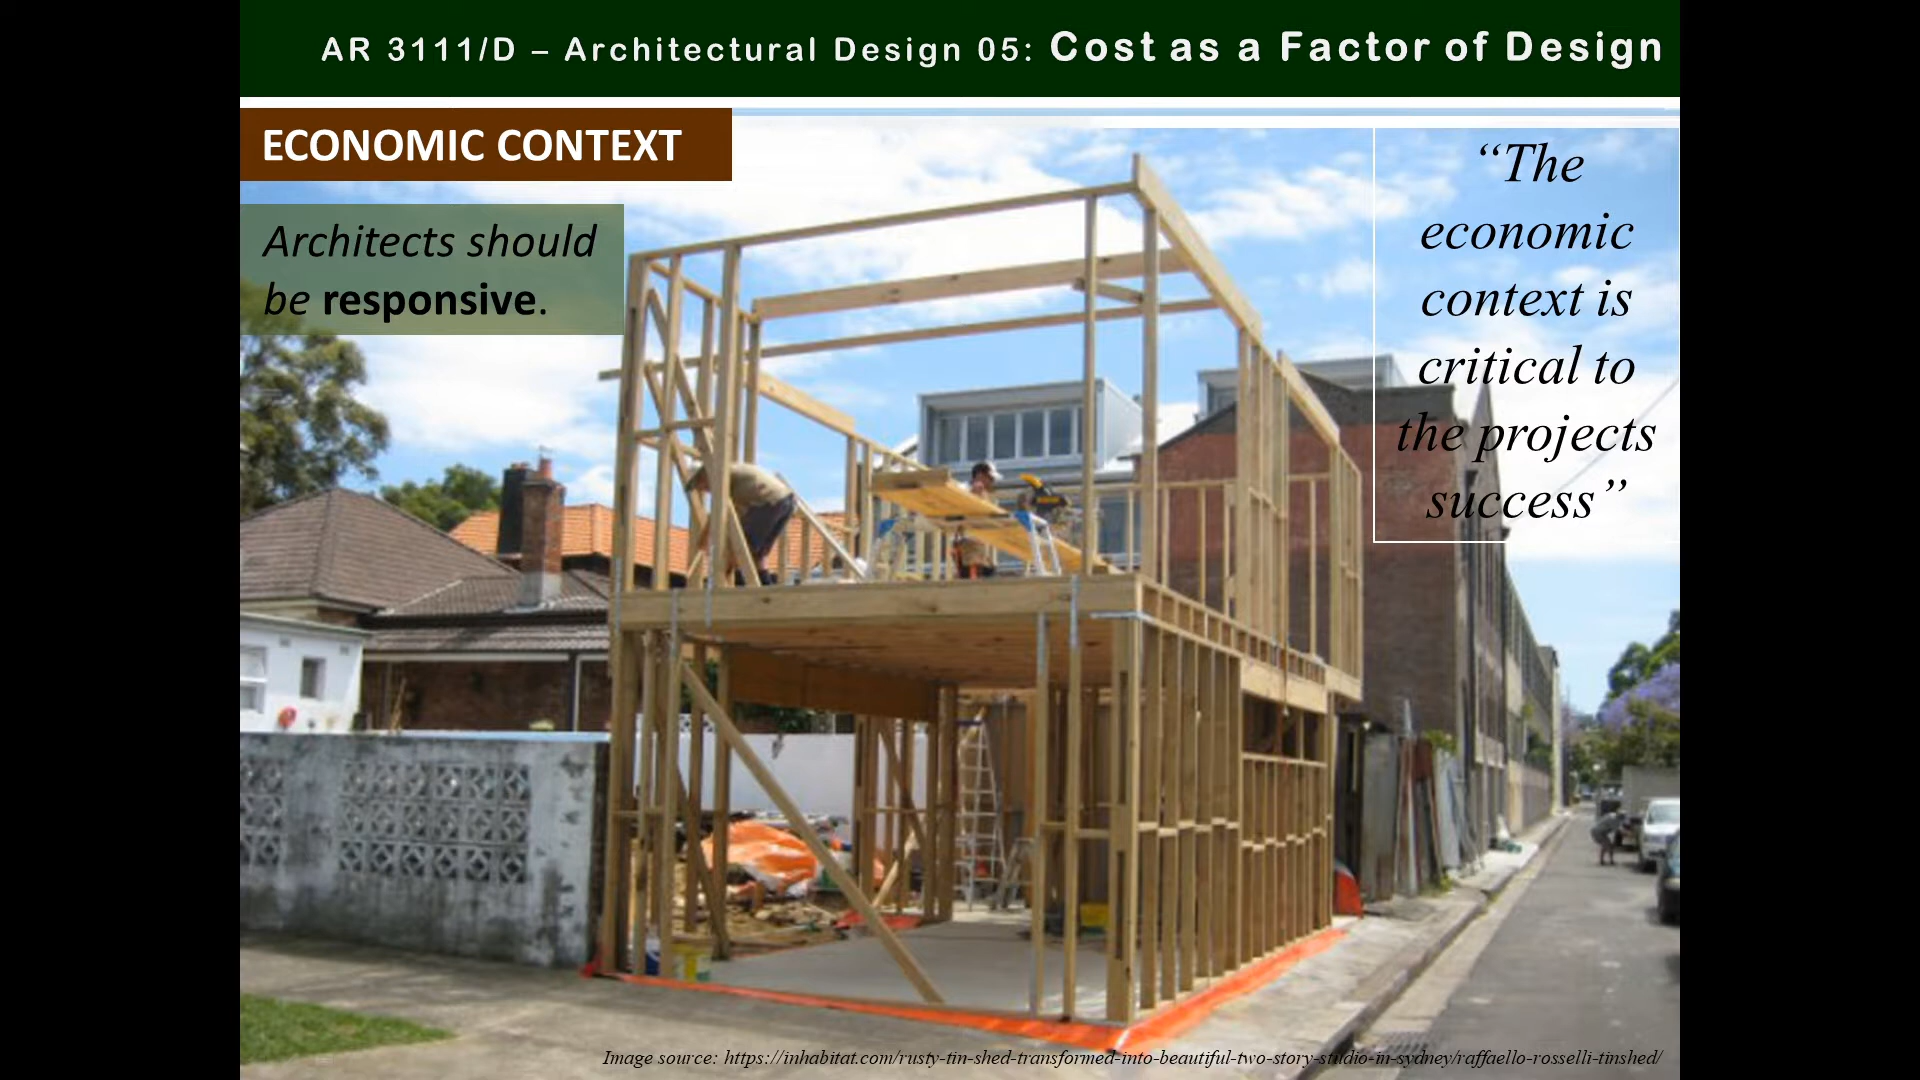 AR 3111/D – Architectural Design 05: Cost as a Factor of Design
ECONOMIC CONTEXT
Architects should
be responsive.
“The
economic
context is
critical to
the projects
success”
Image source: https://inhabitat.com/rusty-tin-shed-transformed-into-beautiful-two-story-studio-in-sydney/raffaello-rosselli-tinshed/